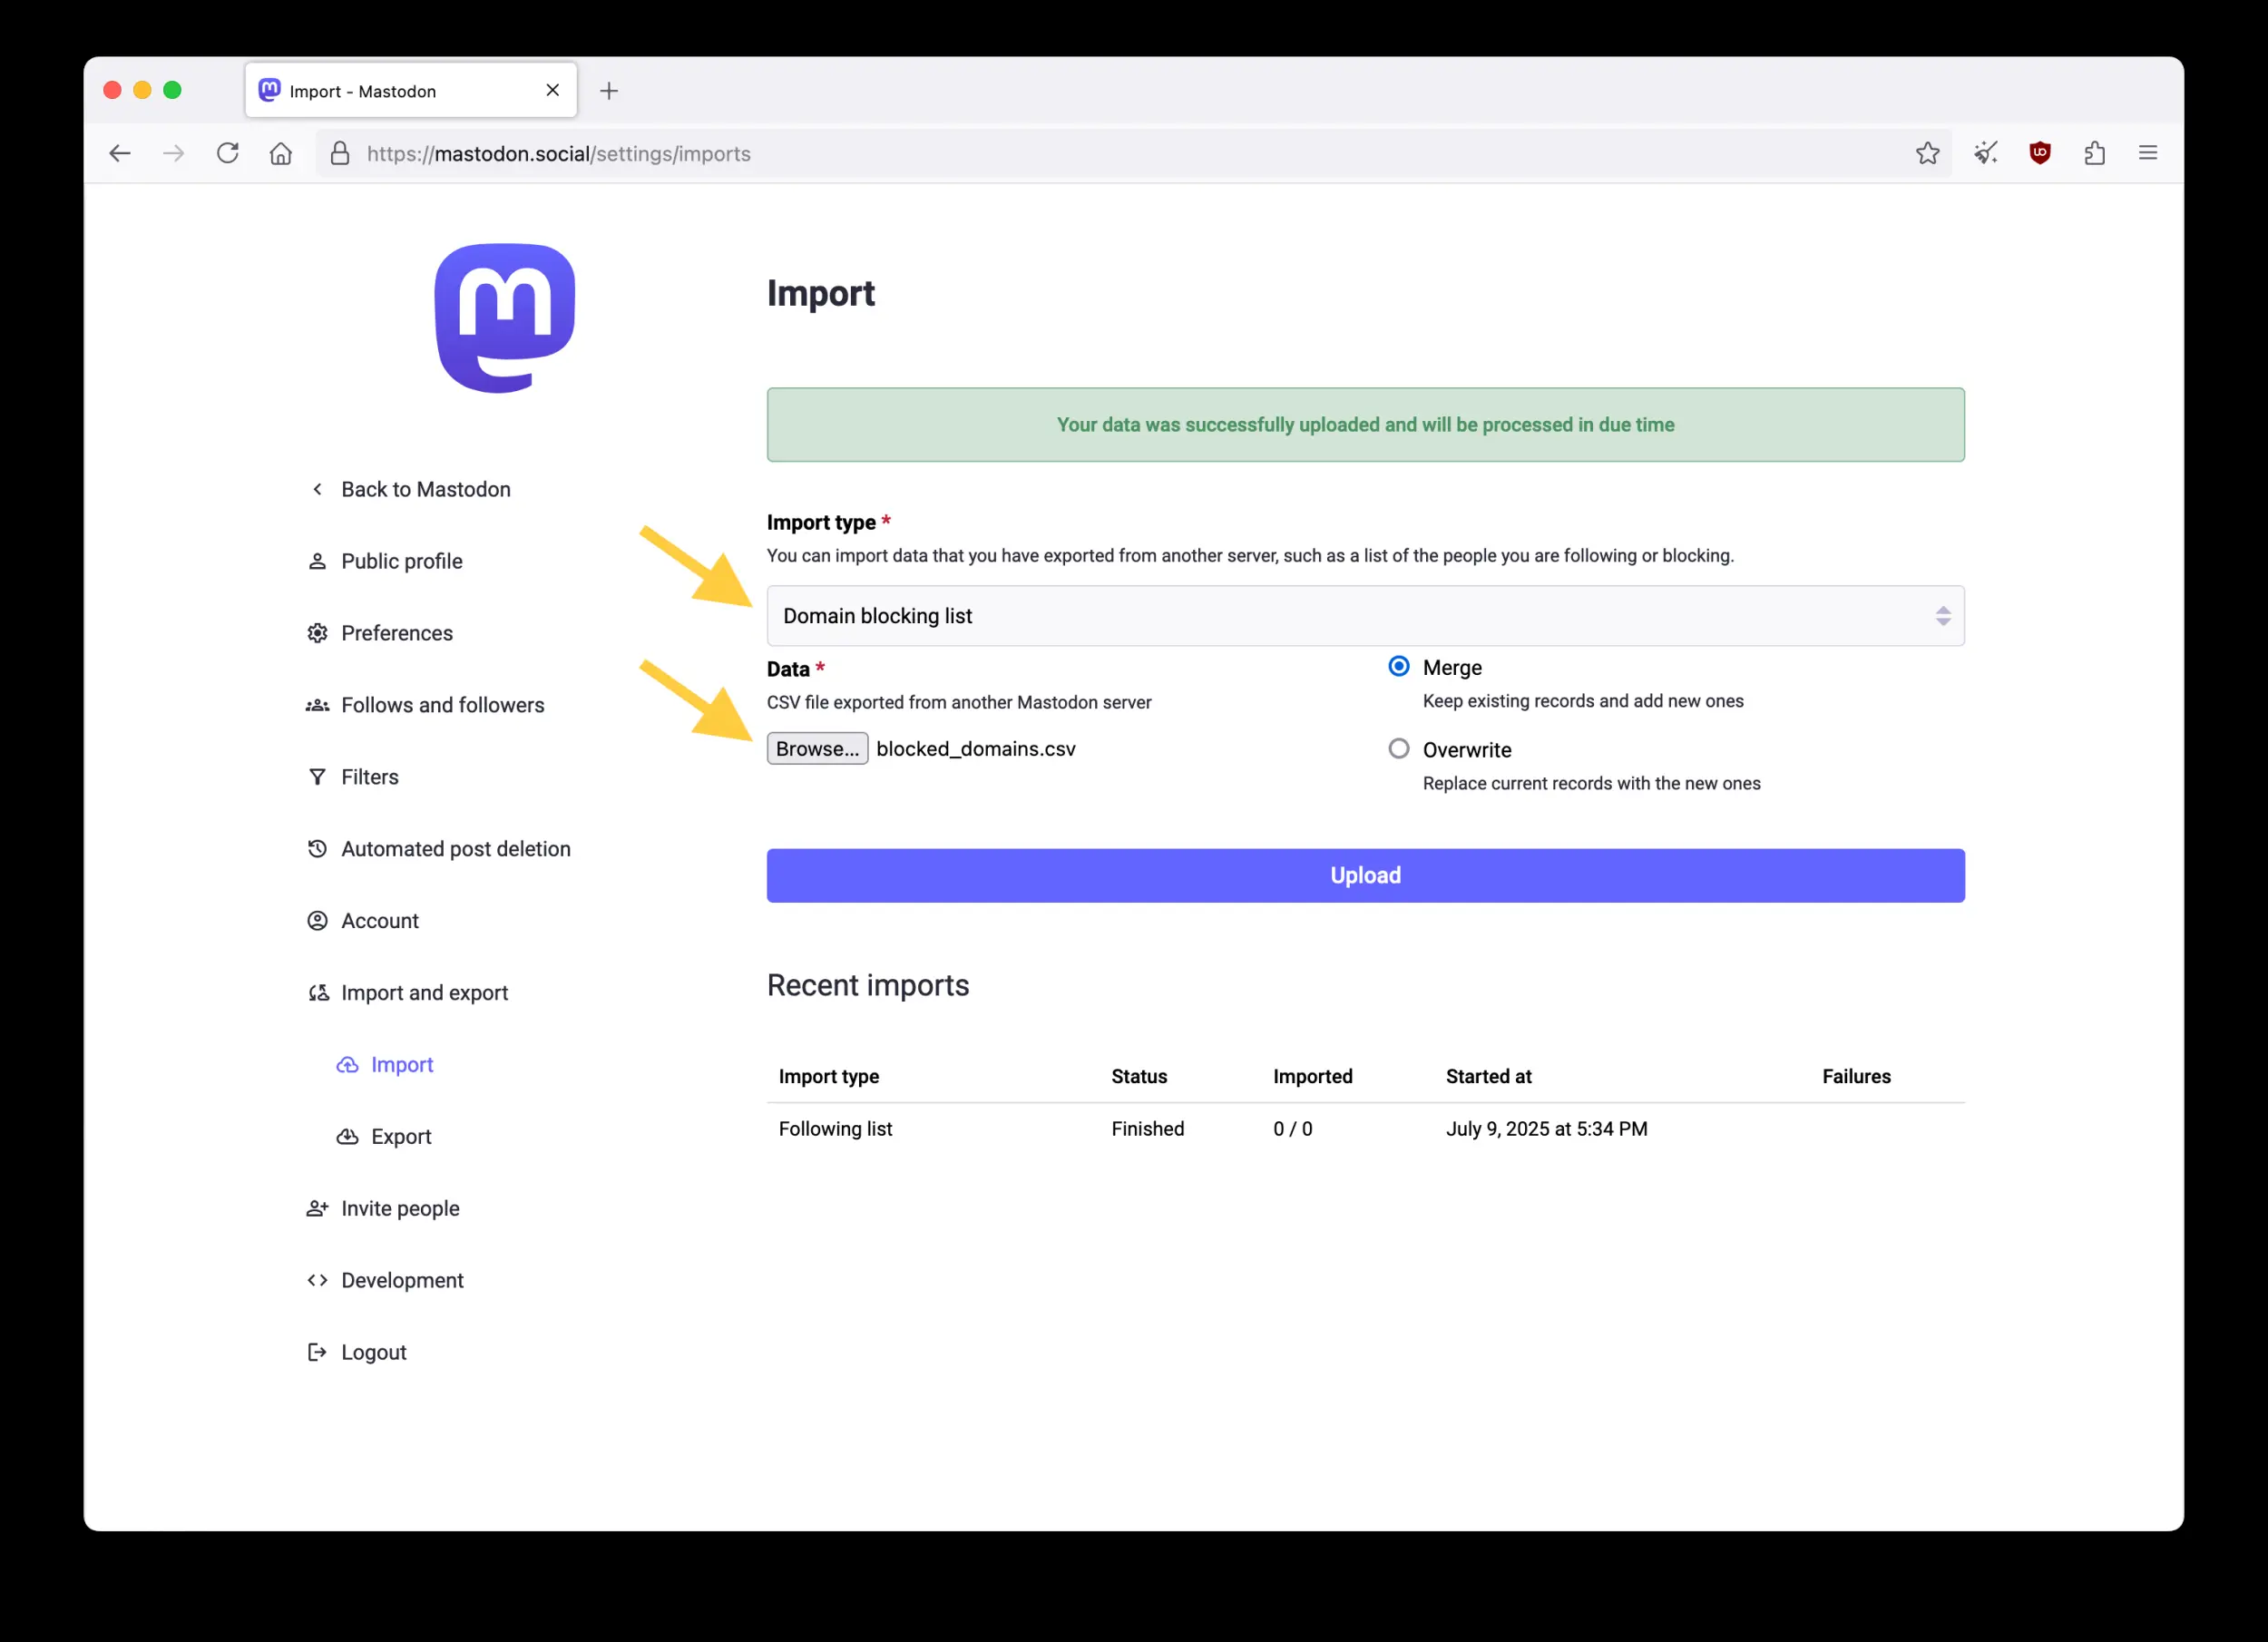 Import - Mastodon
https://mastodon.social/settings/imports
Import
Your data was successfully uploaded and will be processed in due time
Back to Mastodon
Public profile
Preferences
Follows and followers
Filters
Automated post deletion
Account
Import and export
Import
Export
Invite people
Development
Logout
Import type *
You can import data that you have exported from another server, such as a list of the people you are following or blocking.
Domain blocking list
Data *
CSV file exported from another Mastodon server
Browse... blocked_domains.csv
Merge
Keep existing records and add new ones
Overwrite
Replace current records with the new ones
Upload
Recent imports
Import type Status Imported Started at Failures
Following list Finished 0 / 0 July 9, 2025 at 5:34 PM